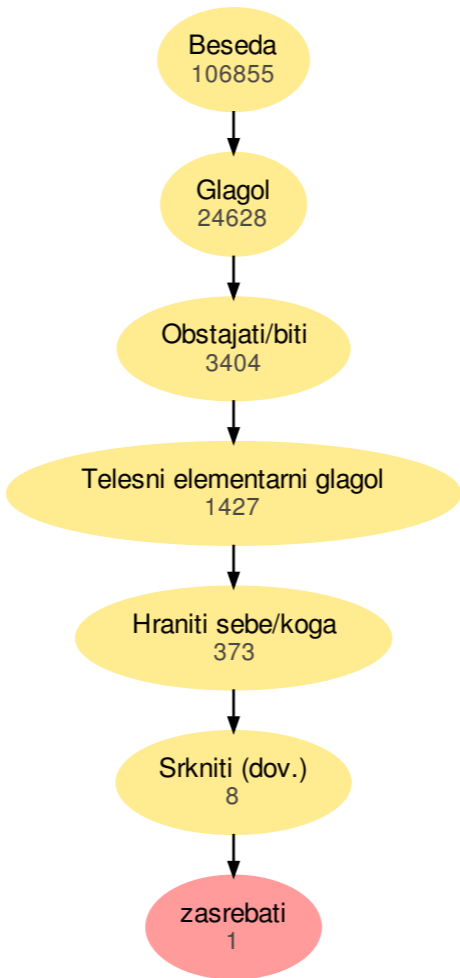 Beseda
106855
Glagol
24628
Obstajati/biti
3404
Telesni elementarni glagol
1427
Hraniti sebe/koga
373
Srkniti (dov.)
8
zasrebati
1